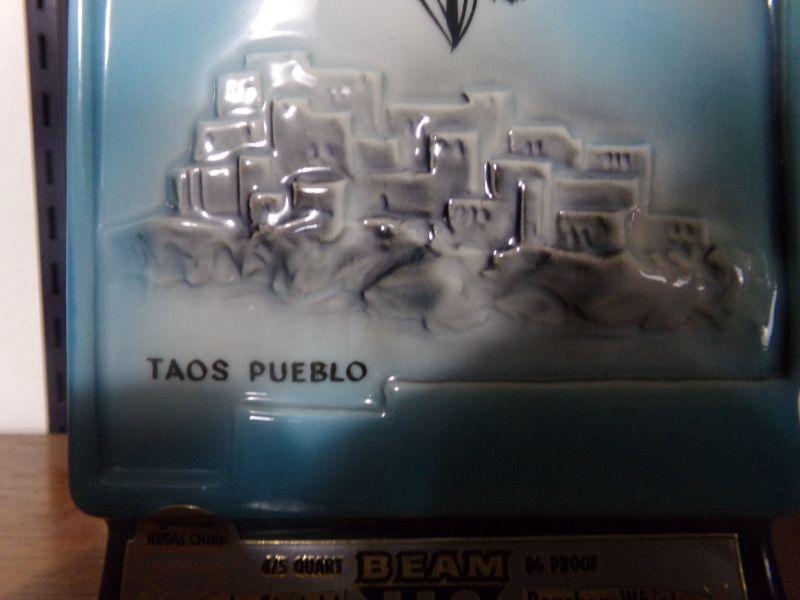 TAOS PUEBLO
REGAL CHINA
4/5 QUART BEAM 86 PROOF